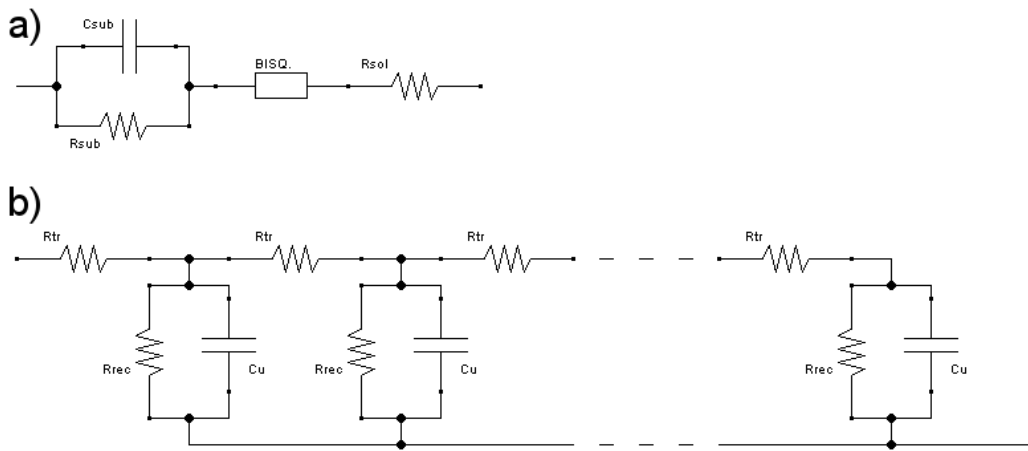 a)
Csub
BISQ.
Rsol
Rsub
b)
Rtr
Rtr
Rtr
Rtr
Rrec
Cu
Rrec
Cu
Rrec
Cu